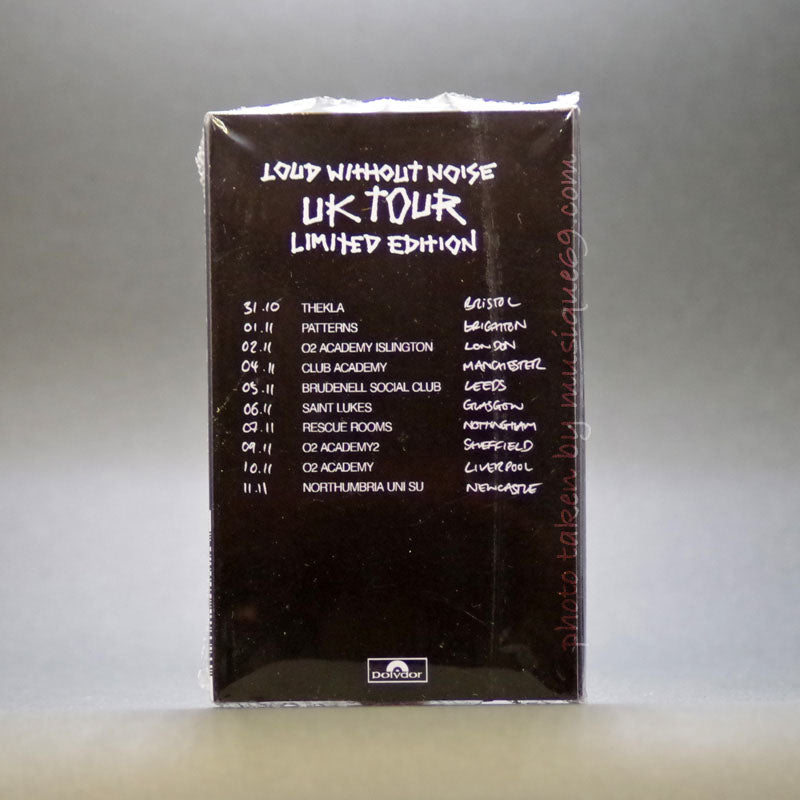 LOUD WITHOUT NOISE
UK TOUR
LIMITED EDITION
31.10 THEKLA BRISTOL
01.11 PATTERNS BRIGHTON
02.11 O2 ACADEMY ISLINGTON LONDON
04.11 CLUB ACADEMY MANCHESTER
05.11 BRUDENELL SOCIAL CLUB LEEDS
06.11 SAINT LUKES GLASGOW
07.11 RESCUE ROOMS NOTTINGHAM
09.11 O2 ACADEMY2 SHEFFIELD
10.11 O2 ACADEMY LIVERPOOL
11.11 NORTHUMBRIA UNI SU NEWCASTLE
Polydor
photo taken by musique69.com